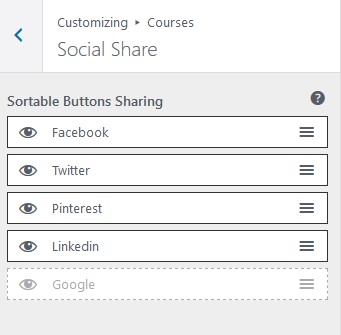 Customizing ▸ Courses
Social Share
Sortable Buttons Sharing
Facebook
Twitter
Pinterest
Linkedin
Google